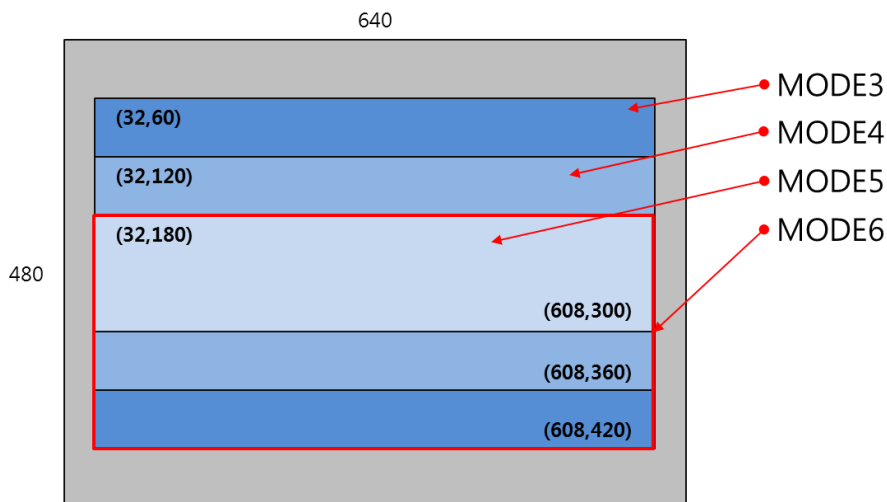 640
MODE3
(32,60)
MODE4
(32,120)
MODE5
(32,180)
MODE6
480
(608,300)
(608,360)
(608,420)